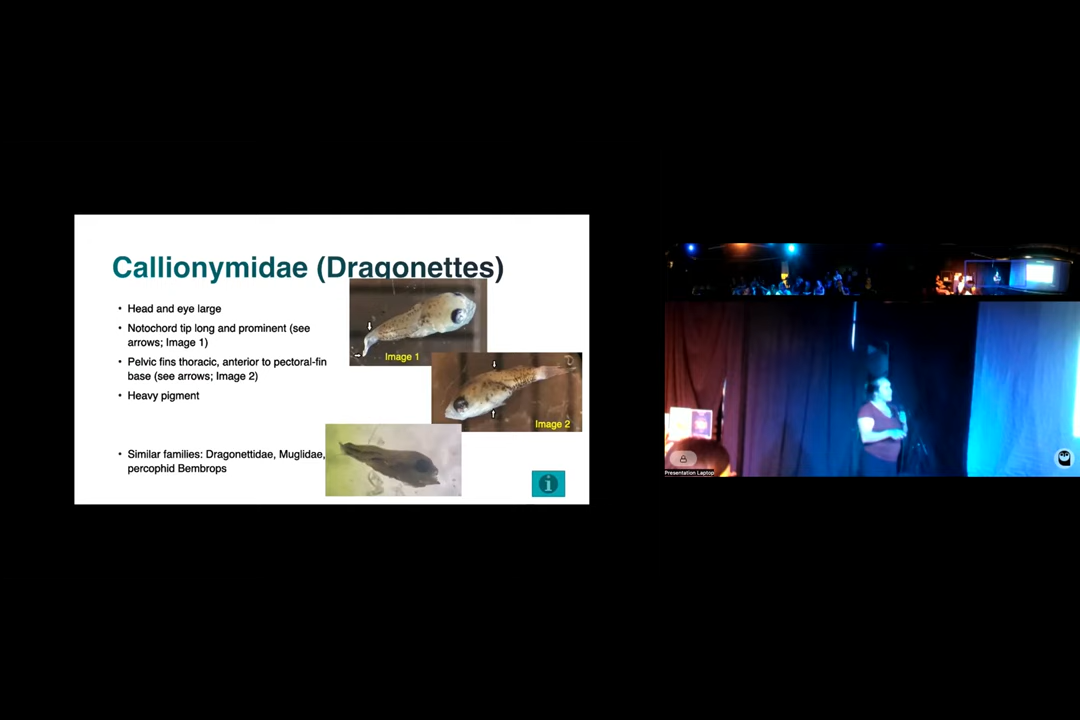 Callionymidae (Dragonettes)
• Head and eye large
• Notochord tip long and prominent (see
arrows; Image 1)
• Pelvic fins thoracic, anterior to pectoral-fin
base (see arrows; Image 2)
• Heavy pigment
• Similar families: Dragonettidae, Muglidae,
percophid Bembrops
Image 1
Image 2
i
Presentation Laptop